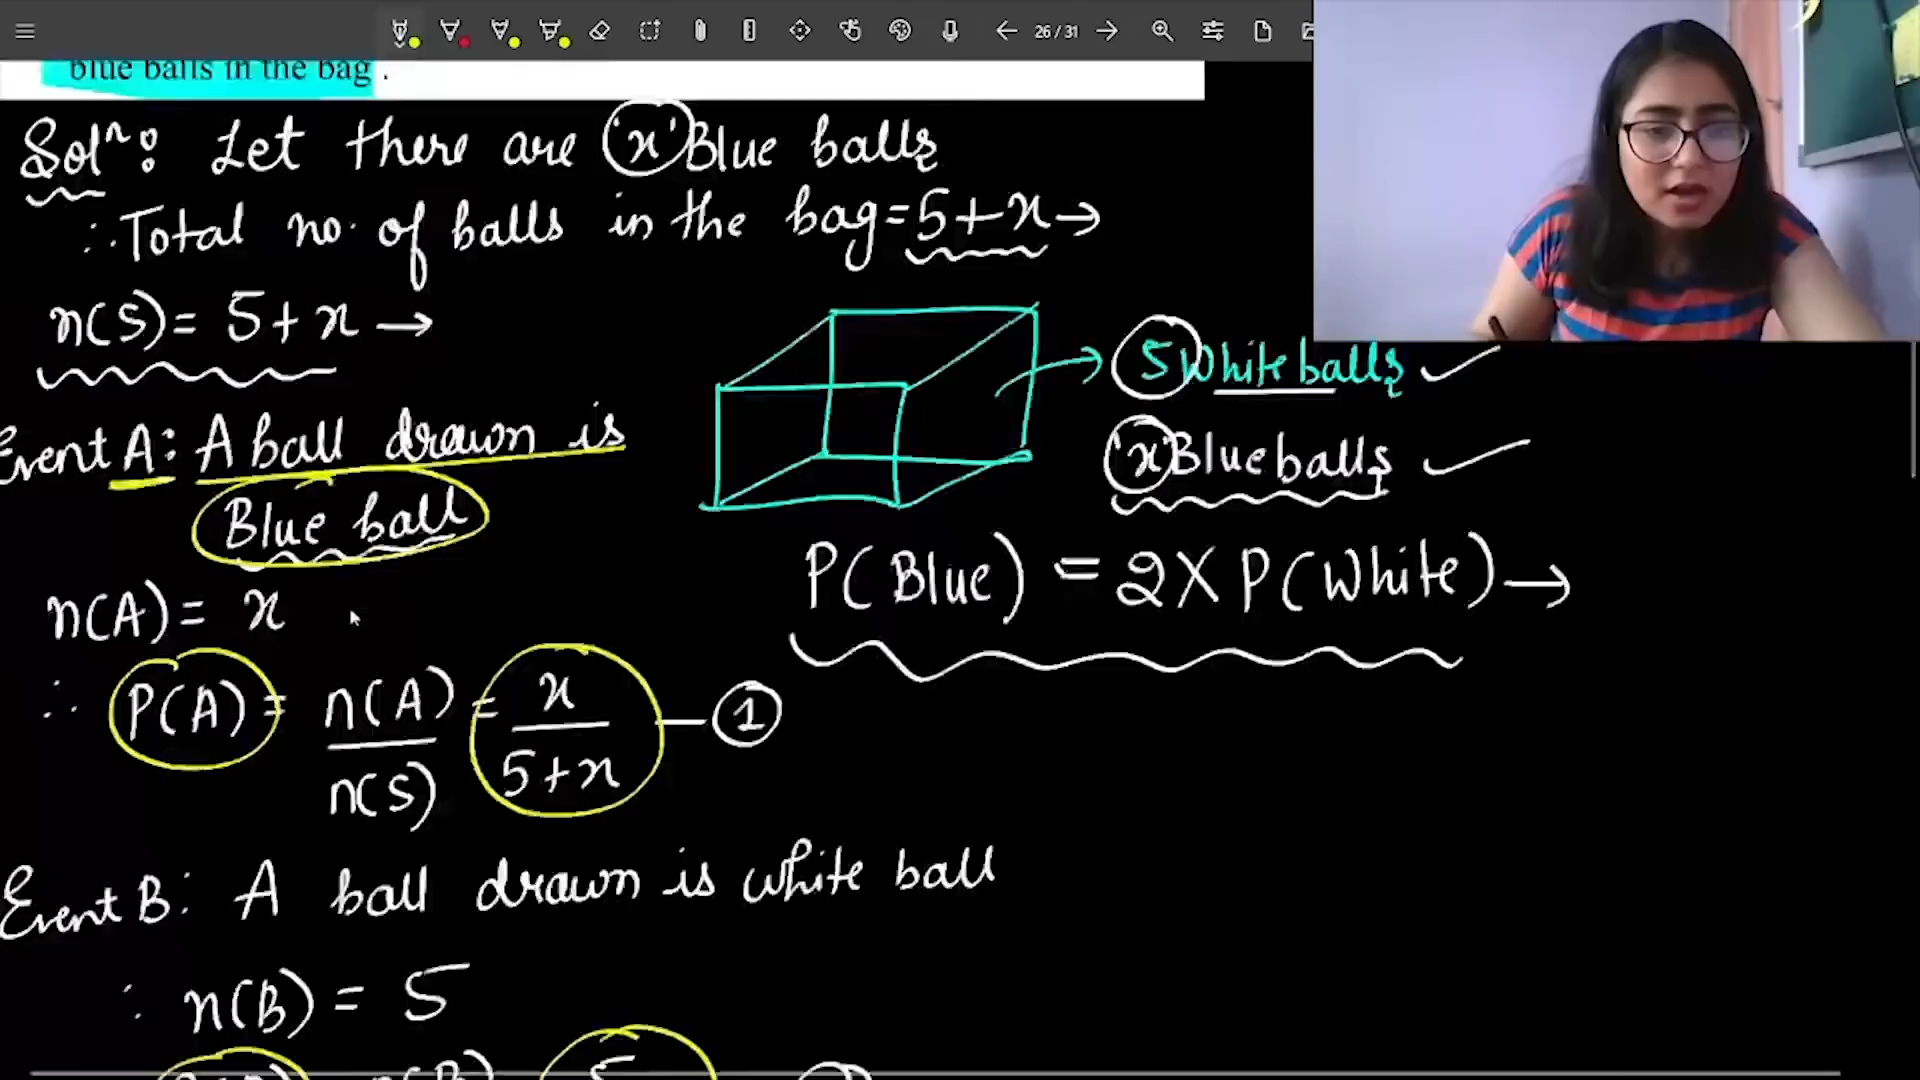 26/31
blue balls in the bag .
Solⁿ: Let there are 'x' Blue balls
∴ Total no. of balls in the bag = 5+x →
n(S) = 5+x →
5 White balls ✓
'x' Blue balls ✓
Event A: A ball drawn is
Blue ball
P(Blue) = 2 X P(White) →
n(A) = x
∴ P(A) = n(A)/n(S) = x/5+x — ①
Event B: A ball drawn is white ball
∴ n(B) = 5